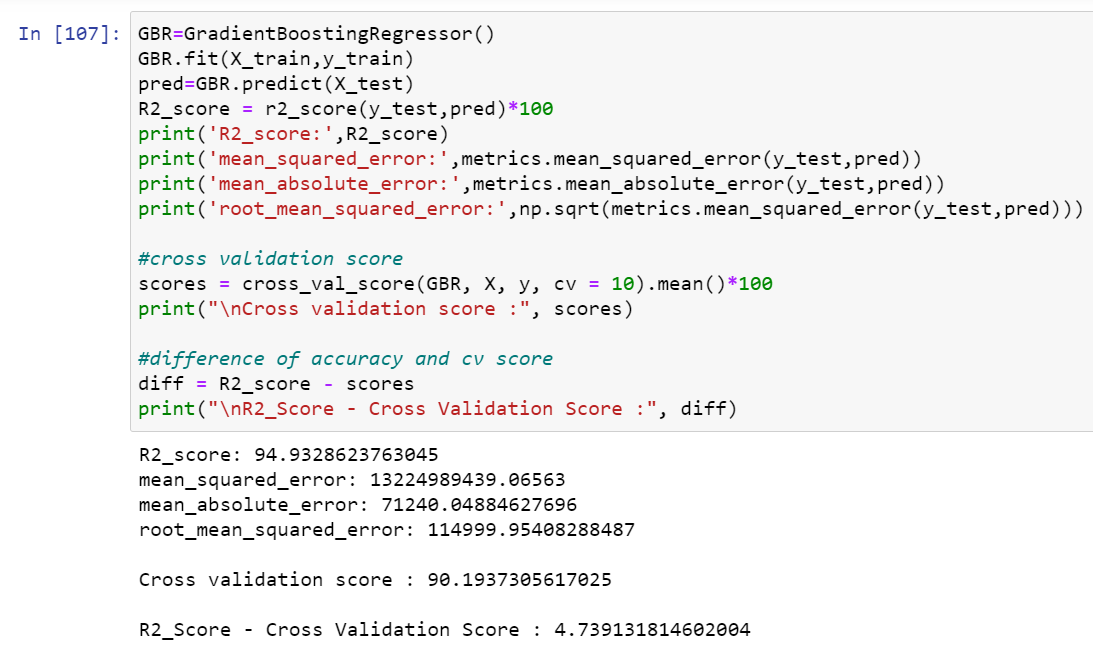 In [107]: GBR=GradientBoostingRegressor()
GBR.fit(X_train,y_train)
pred=GBR.predict(X_test)
R2_score = r2_score(y_test,pred)*100
print('R2_score:',R2_score)
print('mean_squared_error:',metrics.mean_squared_error(y_test,pred))
print('mean_absolute_error:',metrics.mean_absolute_error(y_test,pred))
print('root_mean_squared_error:',np.sqrt(metrics.mean_squared_error(y_test,pred)))
#cross validation score
scores = cross_val_score(GBR, X, y, cv = 10).mean()*100
print("\nCross validation score :", scores)
#difference of accuracy and cv score
diff = R2_score - scores
print("\nR2_Score - Cross Validation Score :", diff)
R2_score: 94.9328623763045
mean_squared_error: 13224989439.06563
mean_absolute_error: 71240.04884627696
root_mean_squared_error: 114999.95408288487
Cross validation score : 90.1937305617025
R2_Score - Cross Validation Score : 4.739131814602004